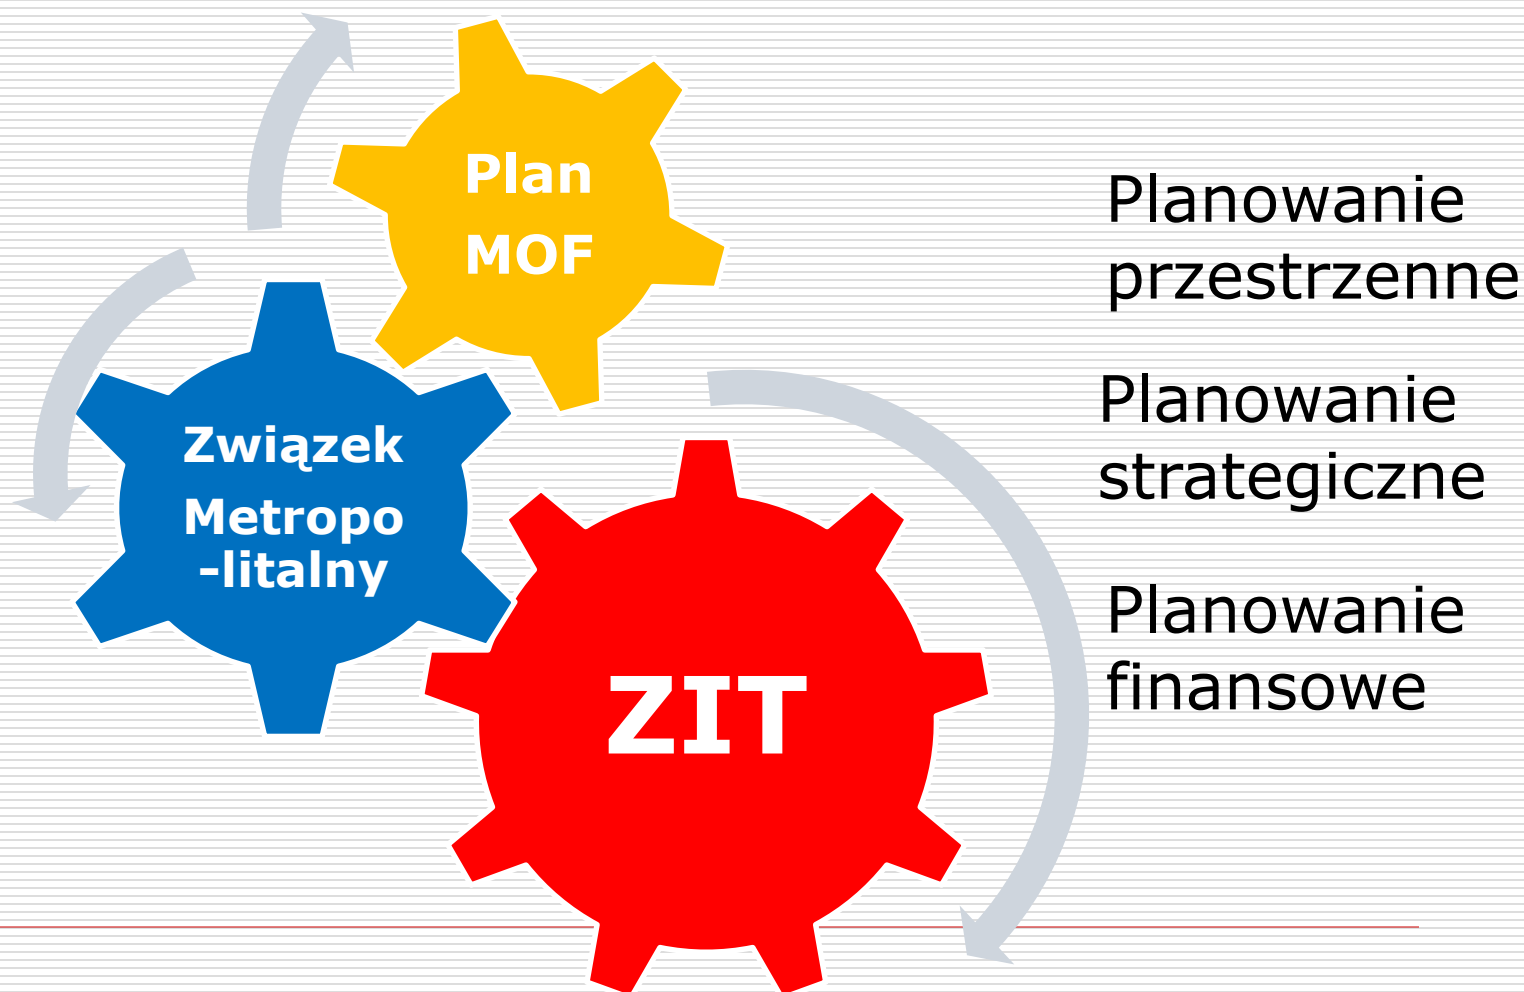 Plan
MOF
Związek
Metropo
-litalny
ZIT
Planowanie
przestrzenne
Planowanie
strategiczne
Planowanie
finansowe